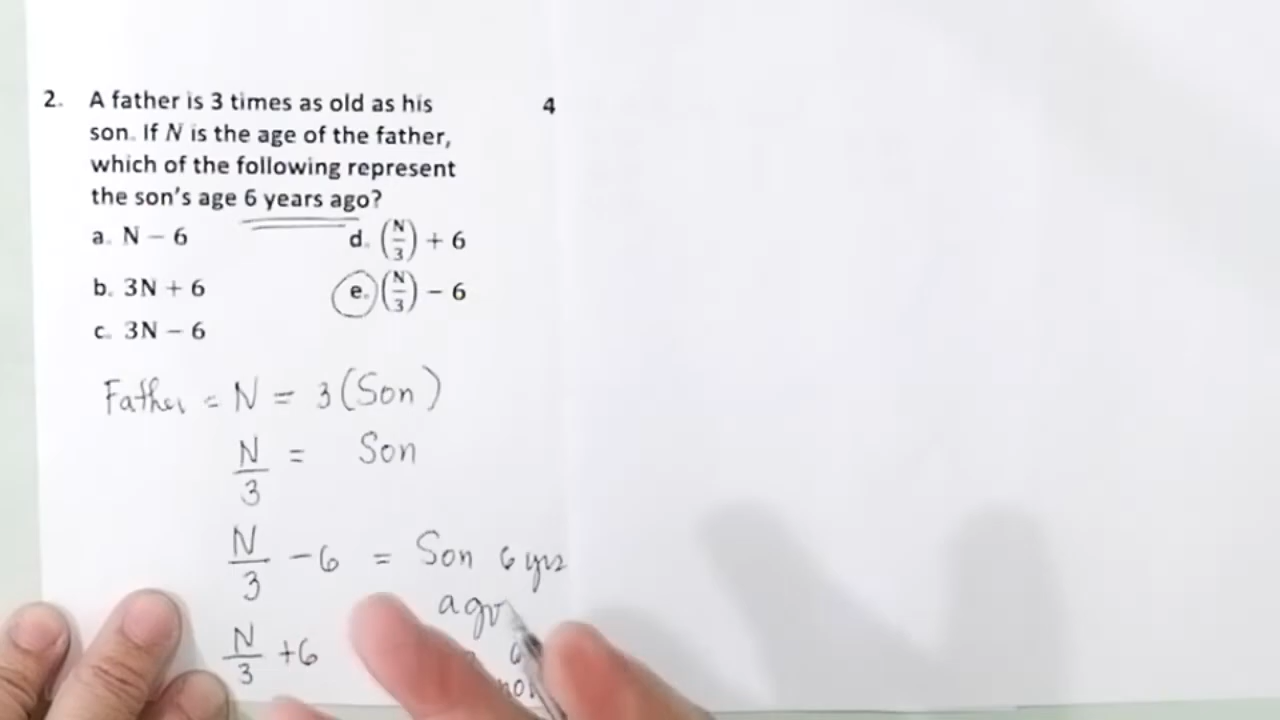 2. A father is 3 times as old as his
son. If N is the age of the father,
which of the following represent
the son's age 6 years ago?
a. N – 6
b. 3N + 6
c. 3N – 6
d. (N/3) + 6
e. (N/3) – 6
4
Father = N = 3 (Son)
N/3 = Son
N/3 - 6 = Son 6 yrs
ago
N/3 + 6